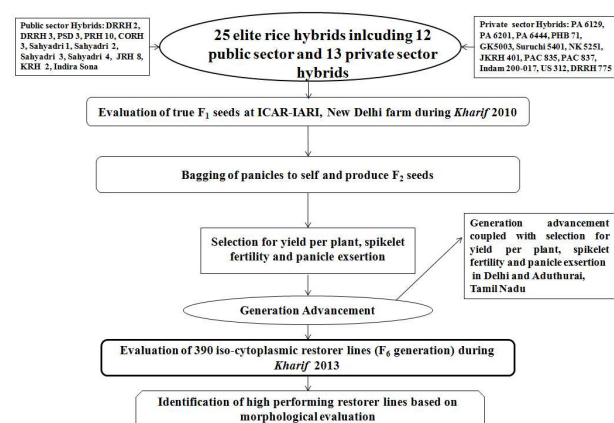 Public sector Hybrids: DRRH 2,
DRRH 3, PSD 3, PRH 10, CORH
3, Sahyadri 1, Sahyadri 2,
Sahyadri 3, Sahyadri 4, JRH 8,
KRH 2, Indira Sona
25 elite rice hybrids inlcuding 12
public sector and 13 private sector
hybrids
Private sector Hybrids: PA 6129,
PA 6201, PA 6444, PHB 71,
GK5003, Suruchi 5401, NK 5251,
JKRH 401, PAC 835, PAC 837,
Indam 200-017, US 312, DRRH 775
Evaluation of true F1 seeds at ICAR-IARI, New Delhi farm during Kharif 2010
Bagging of panicles to self and produce F2 seeds
Selection for yield per plant, spikelet
fertility and panicle exsertion
Generation advancement
coupled with selection for
yield per plant, spikelet
fertility and panicle exsertion
in Delhi and Aduthurai,
Tamil Nadu
Generation Advancement
Evaluation of 390 iso-cytoplasmic restorer lines (F6 generation) during
Kharif 2013
Identification of high performing restorer lines based on
morphological evaluation